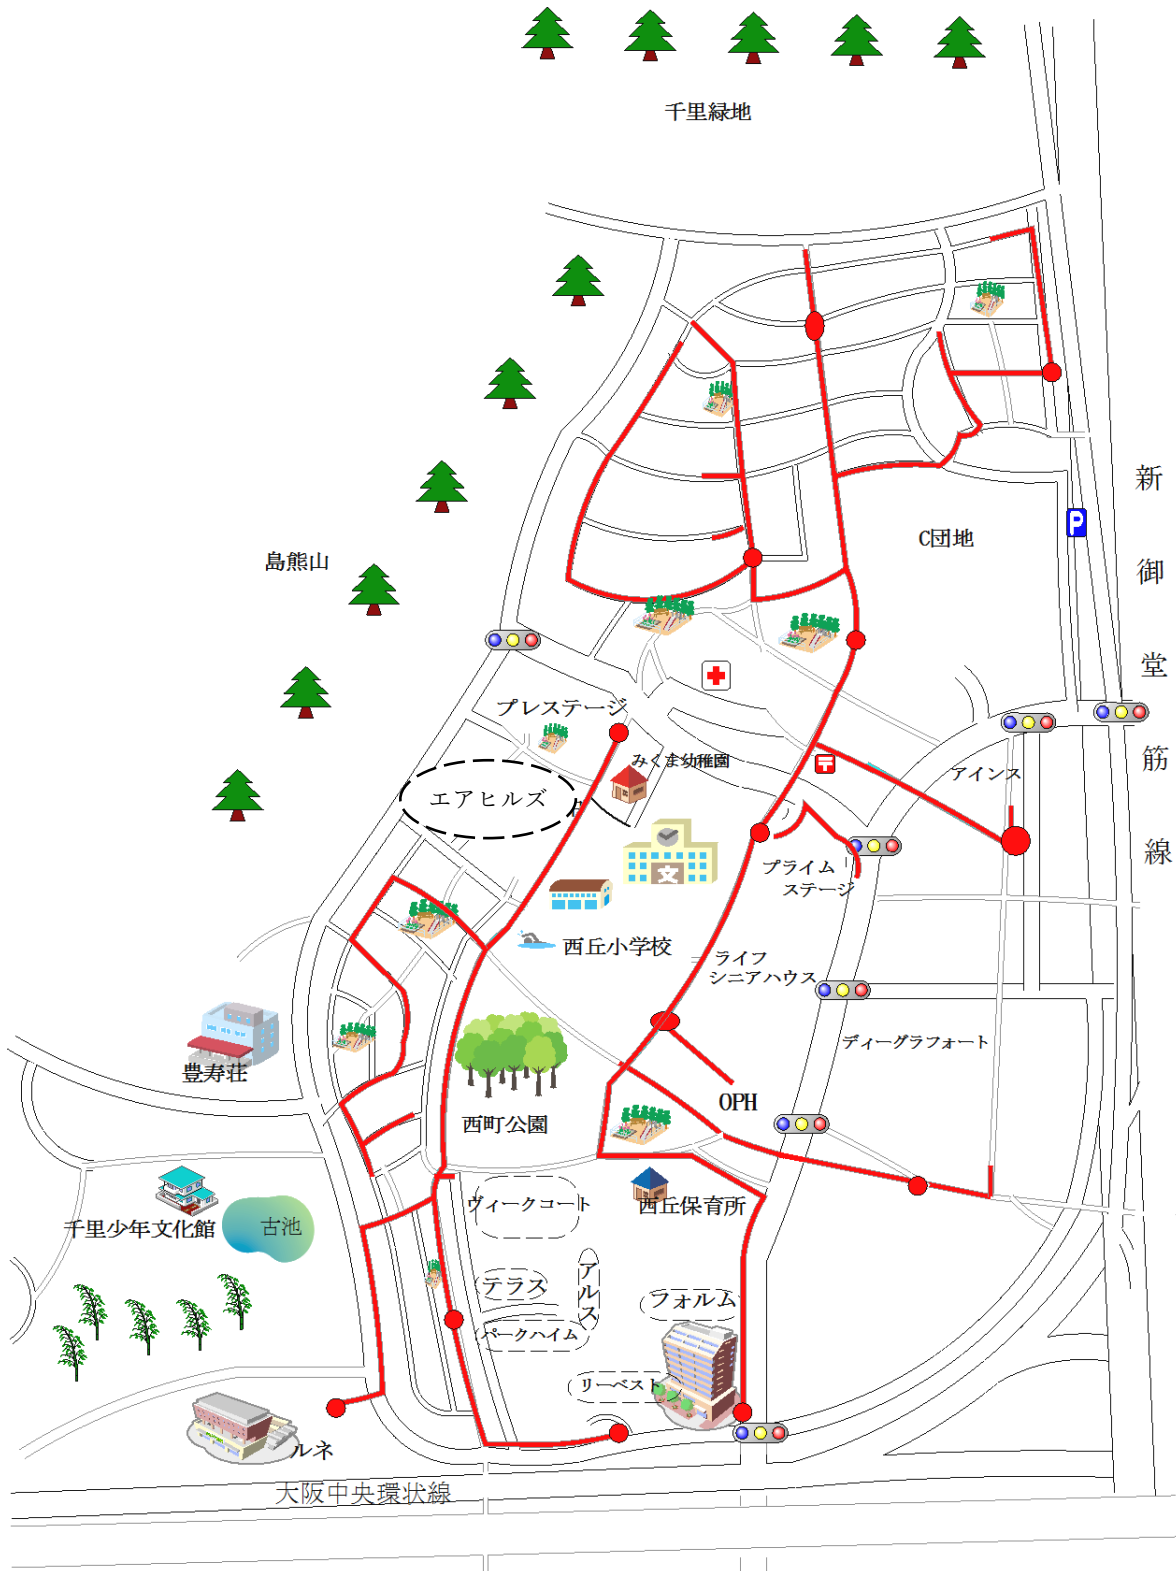 千里緑地
新御堂筋線
C団地
島熊山
プレステージ
みくま幼稚園
アインス
エアヒルズ
プライム
ステージ
西丘小学校
ライフ
シニアハウス
ディーグラフォート
豊寿荘
OPH
西町公園
千里少年文化館
古池
ヴィークコート
西丘保育所
テラス
アルス
フォルム
パークハイム
リーベスト
ルネ
大阪中央環状線
P
文